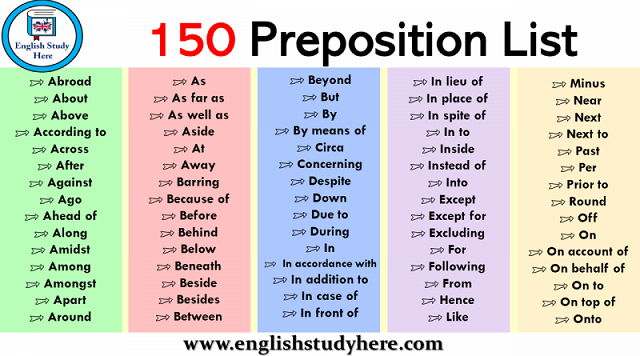 English Study
Here
150 Preposition List
Abroad
About
Above
According to
Across
After
Against
Ago
Ahead of
Along
Amidst
Among
Amongst
Apart
Around
As
As far as
As well as
Aside
At
Away
Barring
Because of
Before
Behind
Below
Beneath
Beside
Besides
Between
Beyond
But
By
By means of
Circa
Concerning
Despite
Down
Due to
During
In
In accordance with
In addition to
In case of
In front of
In lieu of
In place of
In spite of
In to
Inside
Instead of
Into
Except
Except for
Excluding
For
Following
From
Hence
Like
Minus
Near
Next
Next to
Past
Per
Prior to
Round
Off
On
On account of
On behalf of
On to
On top of
Onto
www.englishstudyhere.com